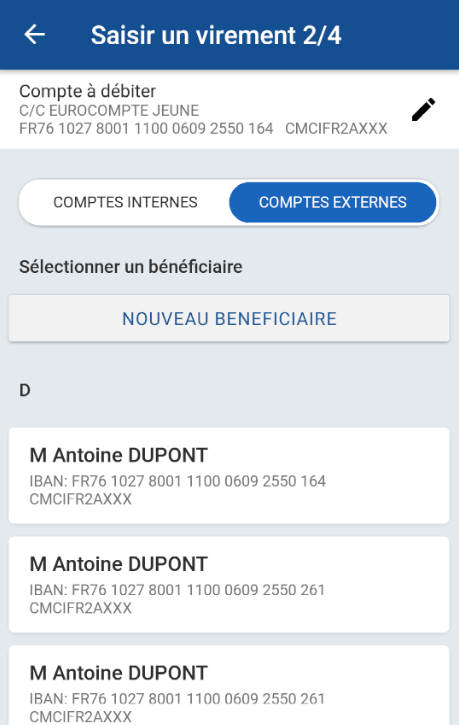 Saisir un virement 2/4
Compte à débiter
C/C EUROCOMPTE JEUNE
FR76 1027 8001 1100 0609 2550 164 CMCIFR2AXXX
COMPTES INTERNES
COMPTES EXTERNES
Sélectionner un bénéficiaire
NOUVEAU BENEFICIAIRE
D
M Antoine DUPONT
IBAN: FR76 1027 8001 1100 0609 2550 164
CMCIFR2AXXX
M Antoine DUPONT
IBAN: FR76 1027 8001 1100 0609 2550 261
CMCIFR2AXXX
M Antoine DUPONT
IBAN: FR76 1027 8001 1100 0609 2550 261
CMCIFR2AXXX